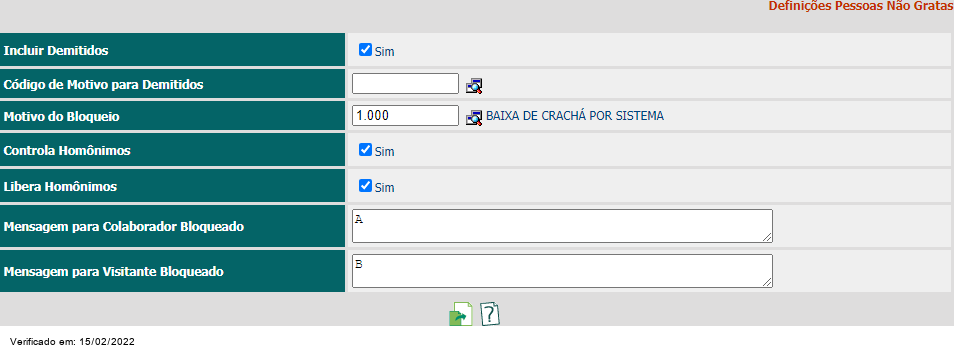 Definições Pessoas Não Gratas
Incluir Demitidos Sim
Código de Motivo para Demitidos
Motivo do Bloqueio 1.000 BAIXA DE CRACHÁ POR SISTEMA
Controla Homônimos Sim
Libera Homônimos Sim
Mensagem para Colaborador Bloqueado A
Mensagem para Visitante Bloqueado B
?
Verificado em: 15/02/2022